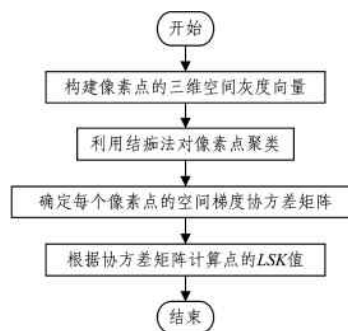 开始
构建像素点的三维空间灰度向量
利用结痂法对像素点聚类
确定每个像素点的空间梯度协方差矩阵
根据协方差矩阵计算点的LSK值
结束